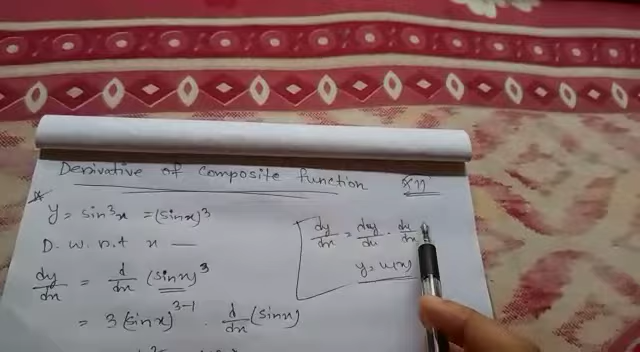 Derivative of composite function
y = sin³x = (sinx)³
D. w. r. t x —
dy/dx = d/dx (sinx)³
= 3(sinx)³⁻¹ . d/dx (sinx)
dy/dx = dy/du . du/dx
y = u(x)